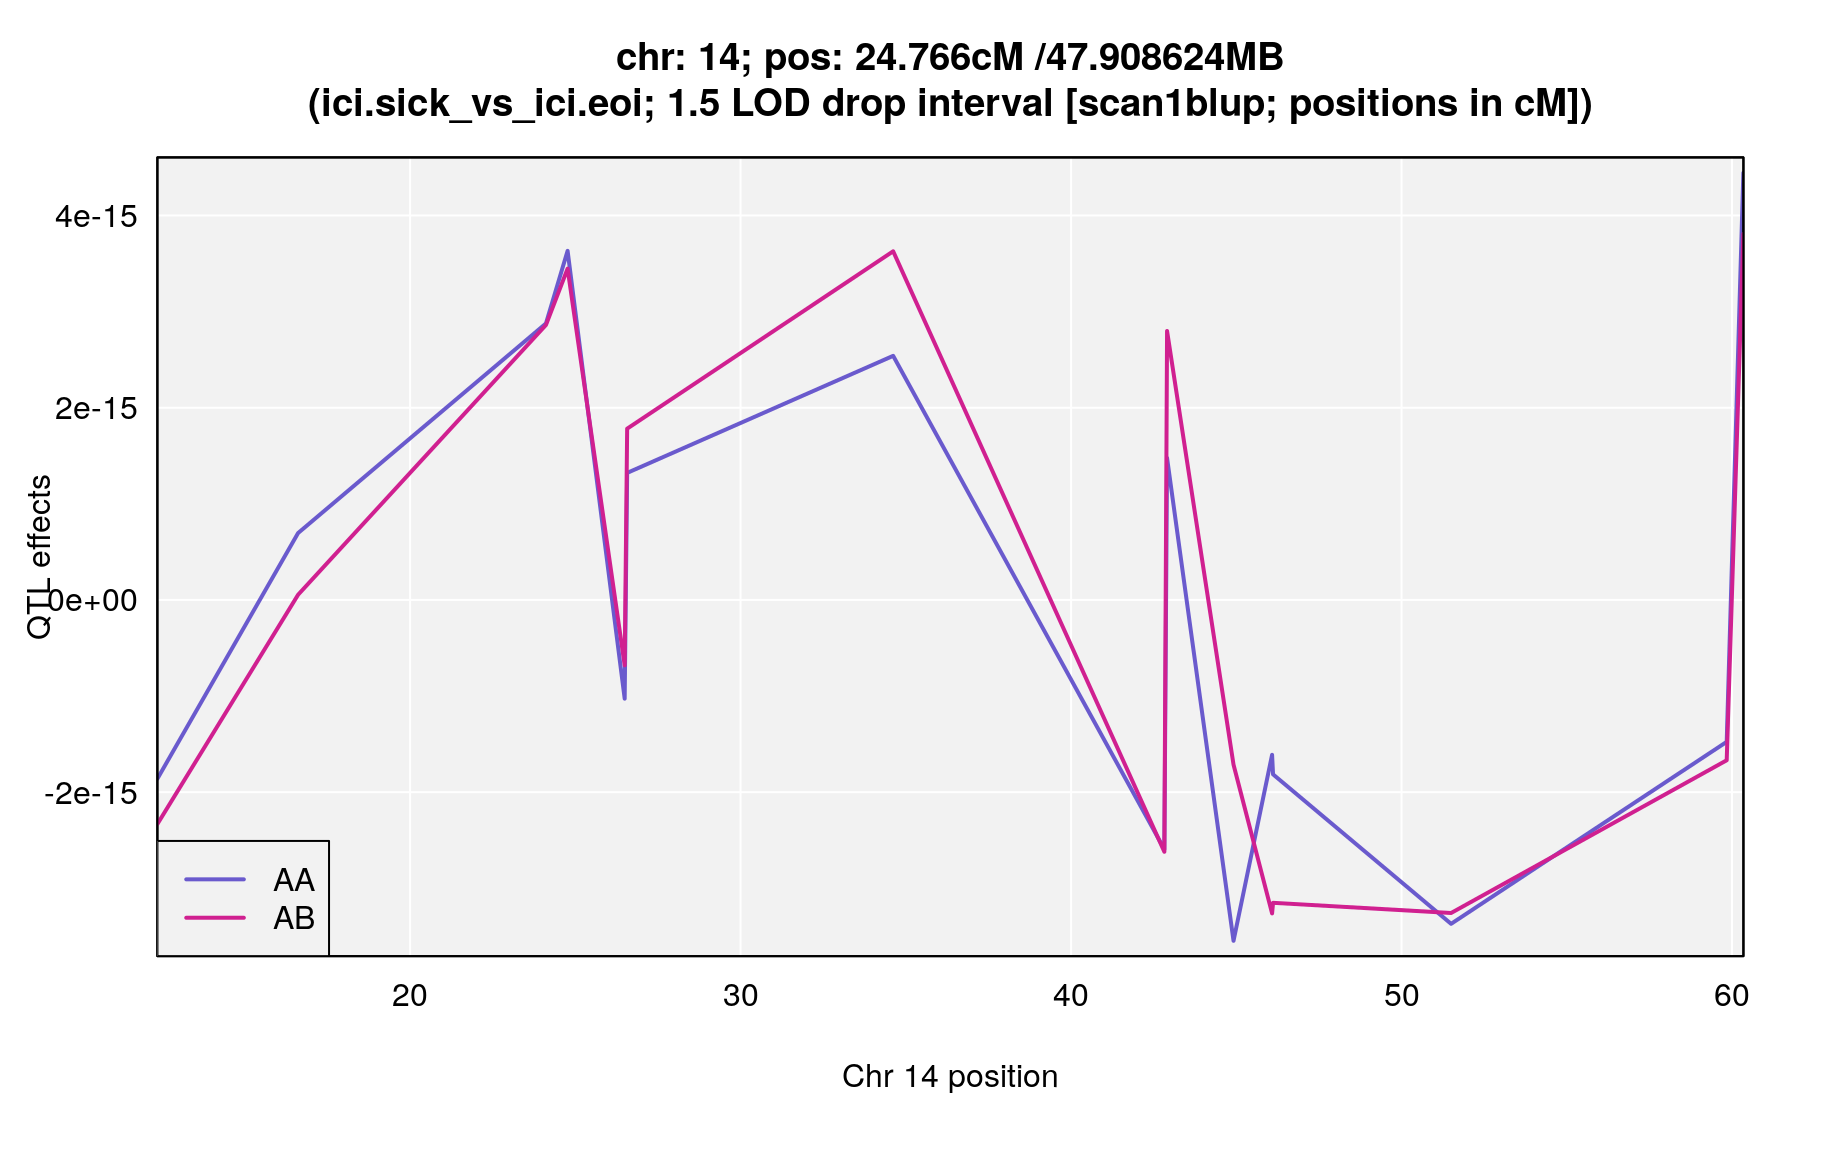 chr: 14; pos: 24.766cM /47.908624MB
(ici.sick_vs_ici.eoi; 1.5 LOD drop interval [scan1blup; positions in cM])
QTL effects
4e-15
2e-15
0e+00
-2e-15
AA
AB
20 30 40 50 60
Chr 14 position